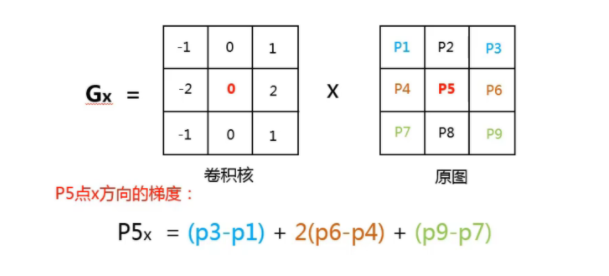 -1 0 1 P1 P2 P3
Gx = -2 0 2 X P4 P5 P6
-1 0 1 P7 P8 P9
卷积核 原图
P5点x方向的梯度：
P5x = (p3-p1) + 2(p6-p4) + (p9-p7)